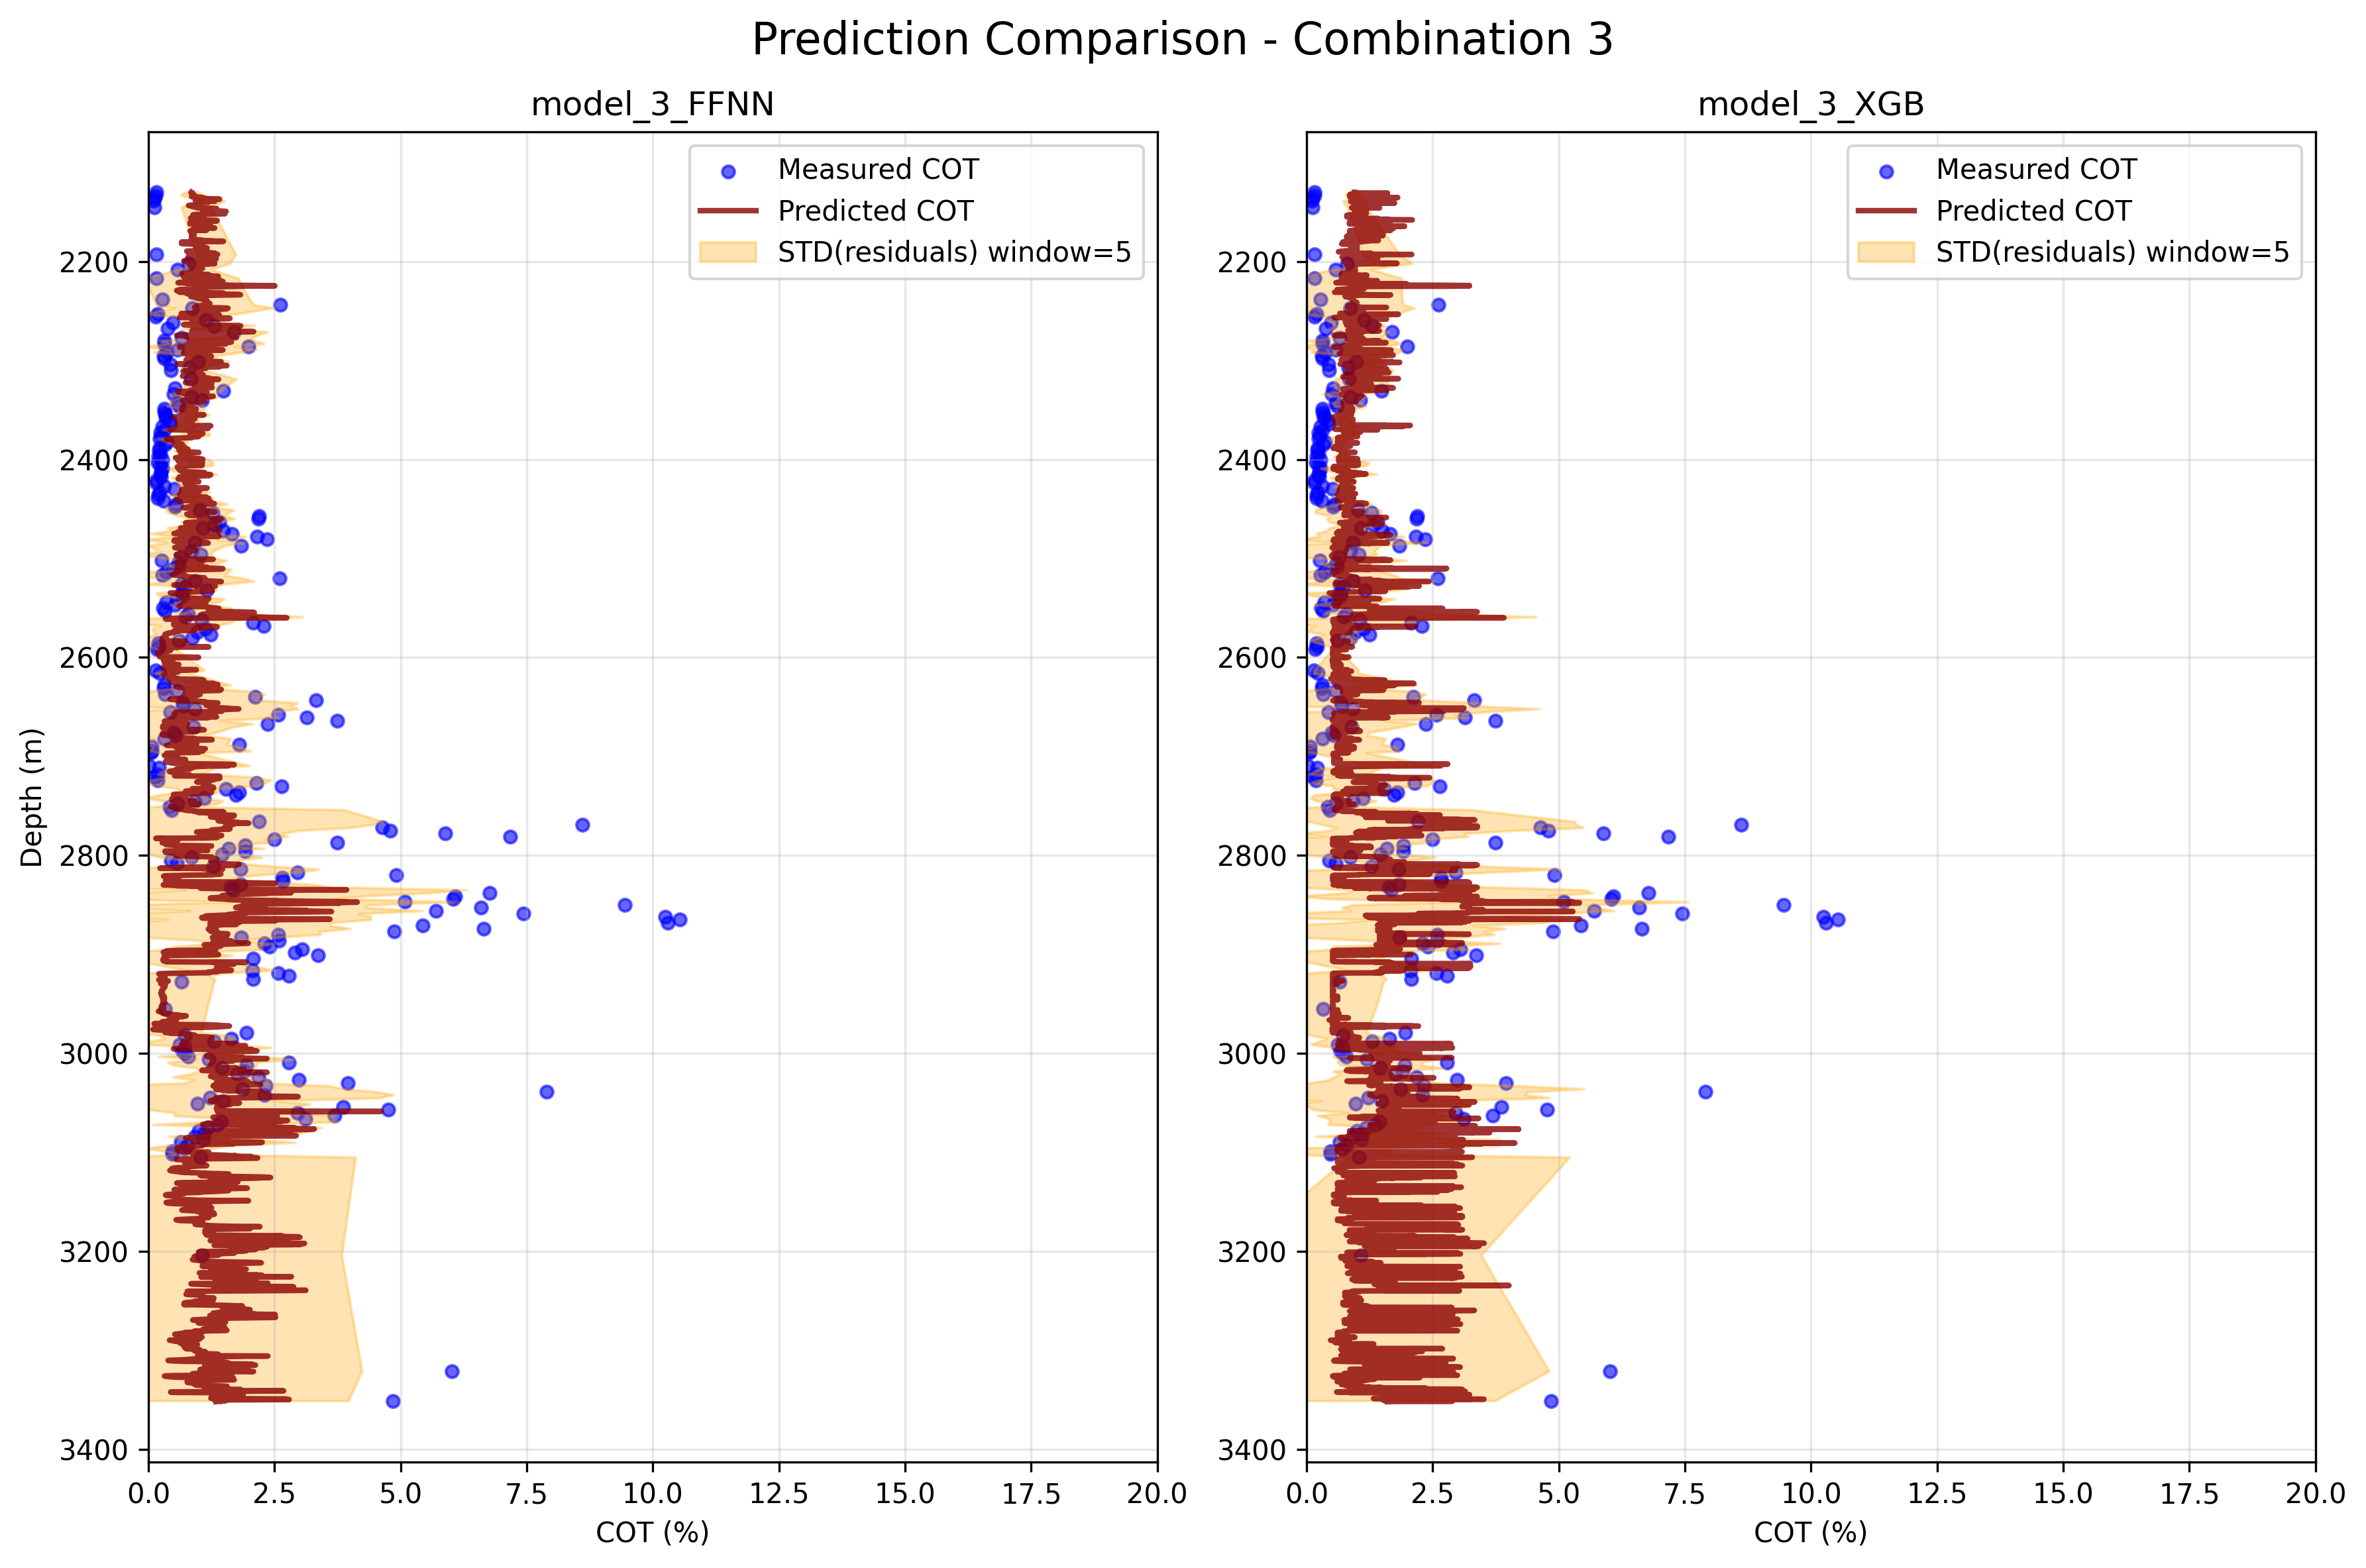 Prediction Comparison - Combination 3
model_3_FFNN
Measured COT
Predicted COT
STD(residuals) window=5
2200
2400
2600
2800
3000
3200
3400
Depth (m)
0.0 2.5 5.0 7.5 10.0 12.5 15.0 17.5 20.0
COT (%)
model_3_XGB
Measured COT
Predicted COT
STD(residuals) window=5
2200
2400
2600
2800
3000
3200
3400
0.0 2.5 5.0 7.5 10.0 12.5 15.0 17.5 20.0
COT (%)